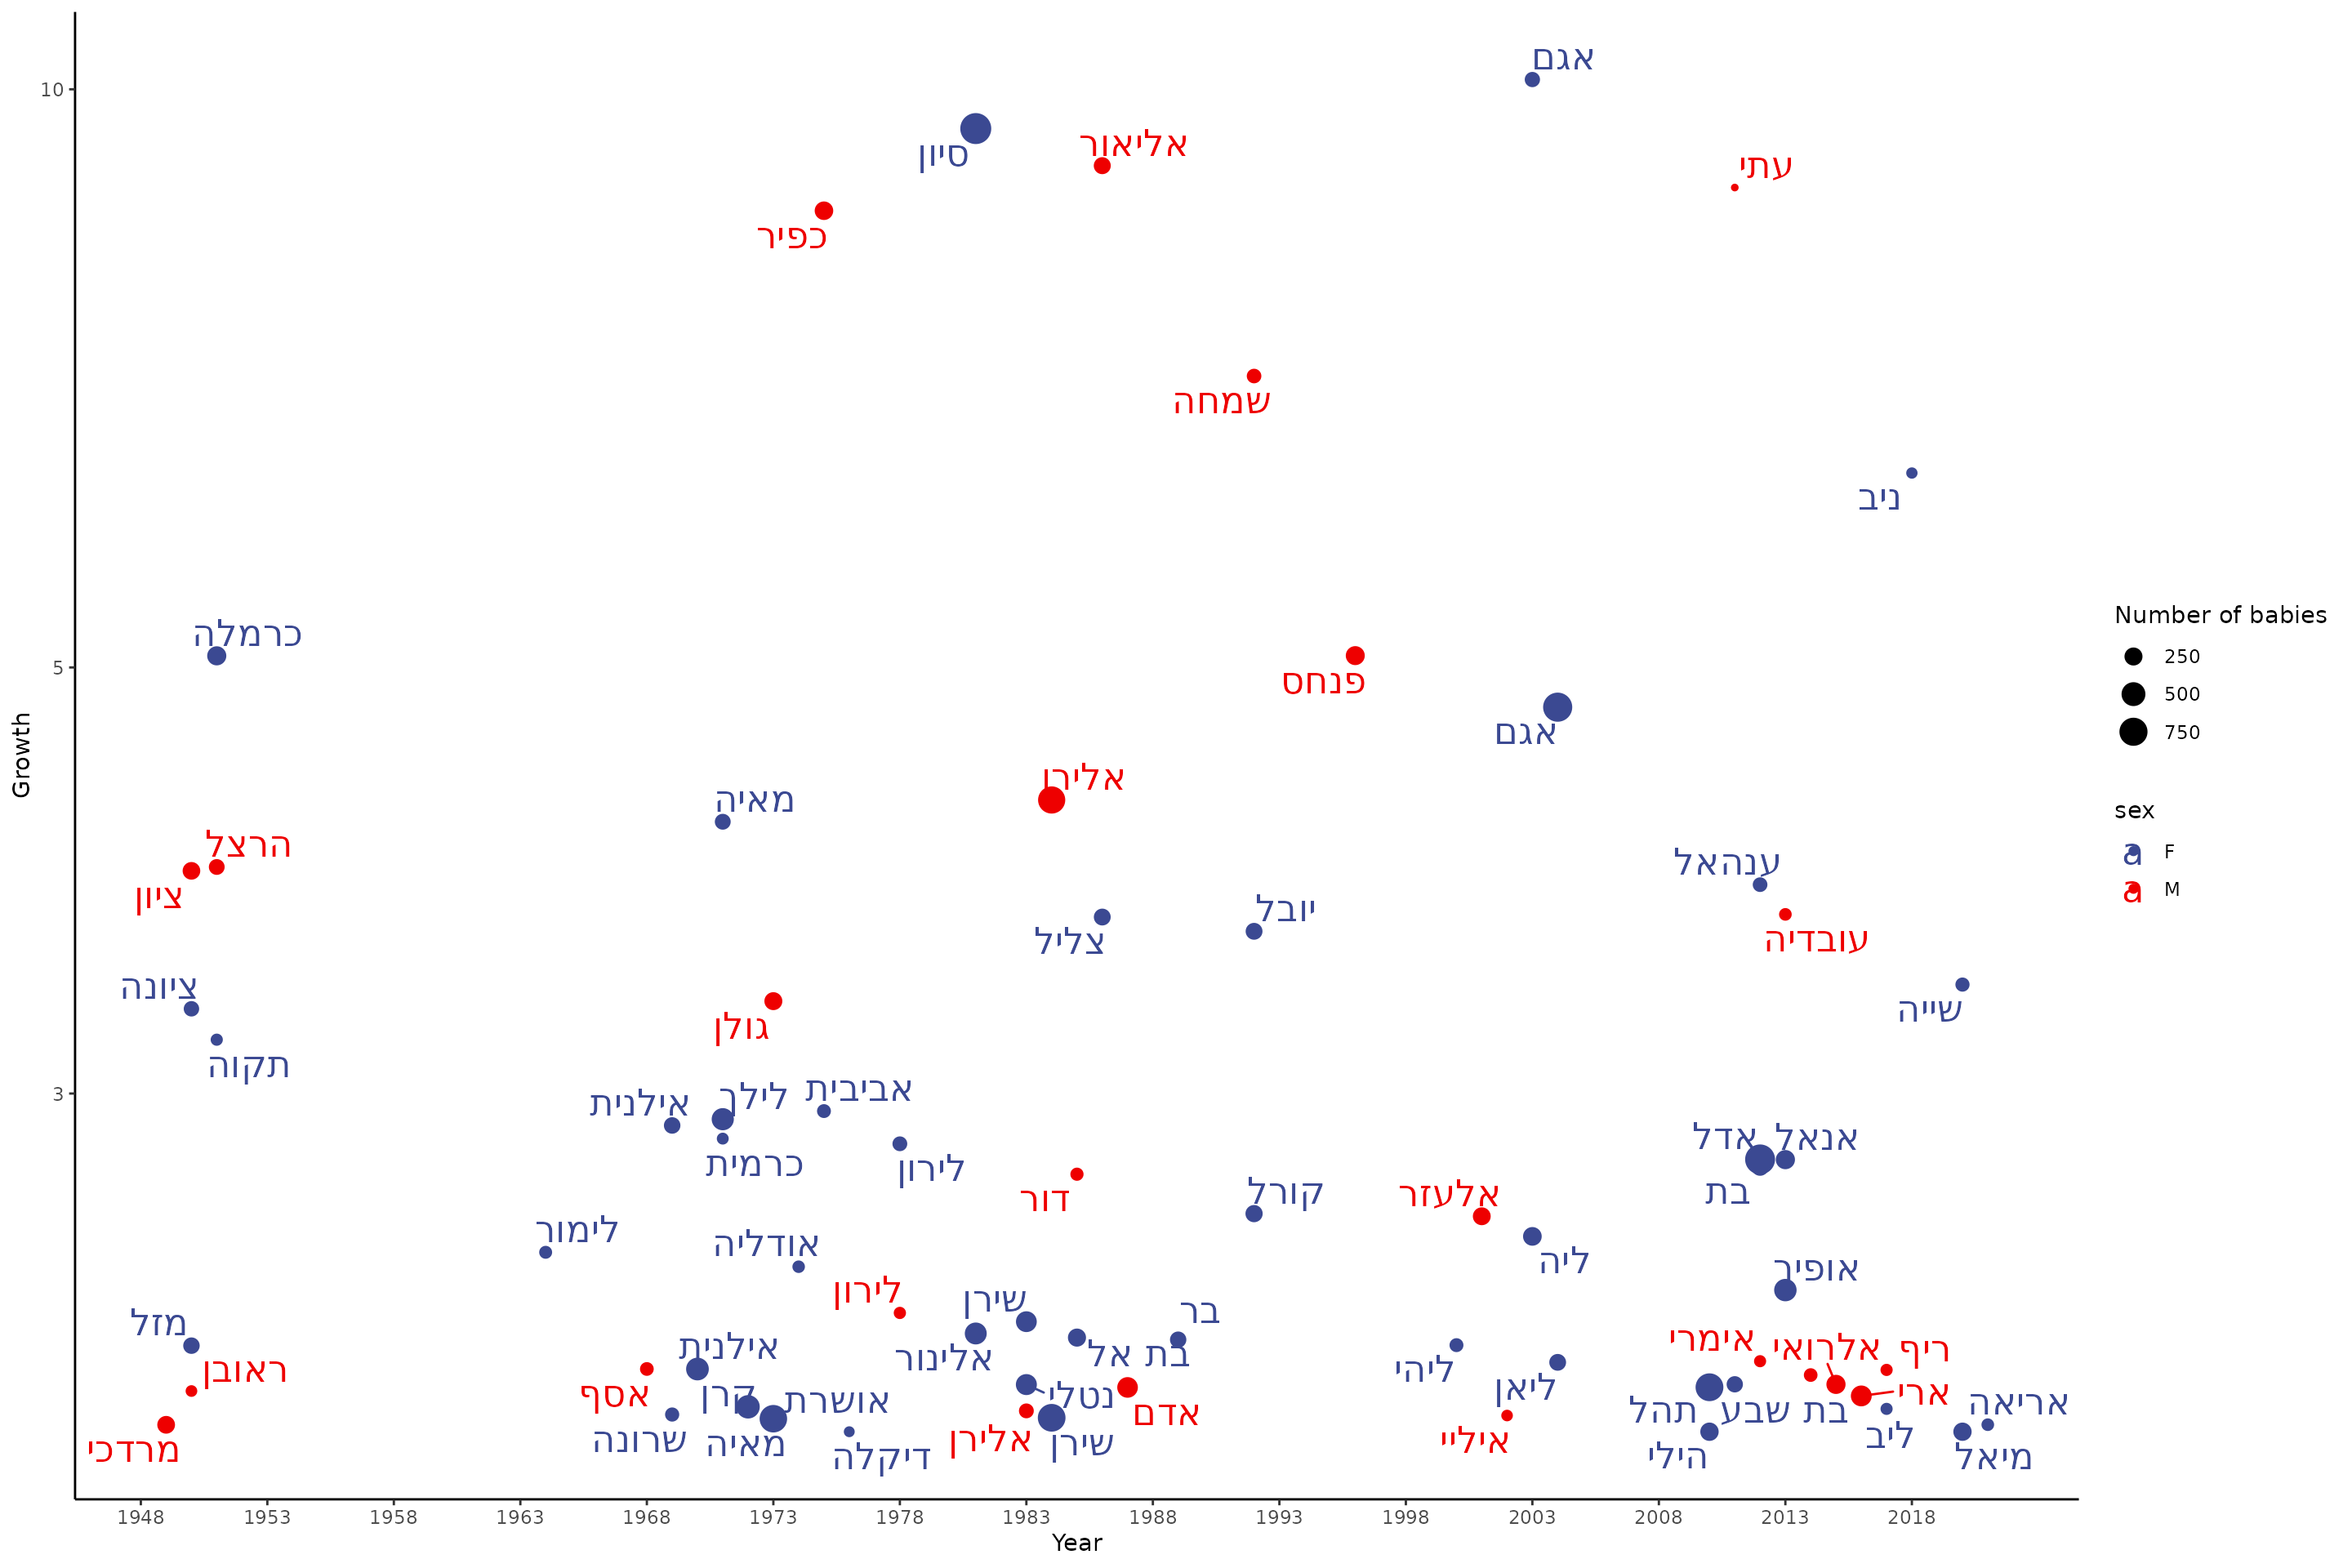 אגם
10
סיון
אליאור
עתי
כפיר
שמחה
ניב
כרמלה
5
פנחס
אגם
אלירן
מאיה
הרצל
ציון
ענהאל
עובדיה
יובל
צליל
ציונה
תקוה
גולן
שייה
3
אילנית
לילך
אביבית
כרמית
לירון
דור
אדל
אנאל
בת
קורל
אלעזר
ליה
לימור
אודליה
אופיר
לירון
שירן
בר
מזל
ראובן
אילנית
אלינור
בת אל
ליהי
אימרי
אלרואי
ריף
אסף
קרן
אושרת
נטלי
אדם
ליאן
תהל
בת שבע
ארי
אריאה
מרדכי
שרונה
מאיה
דיקלה
אלירן
שירן
איליי
הילי
ליב
מיאל
Growth
1948 1953 1958 1963 1968 1973 1978 1983 1988 1993 1998 2003 2008 2013 2018
Year
Number of babies
250
500
750
sex
a F
a M